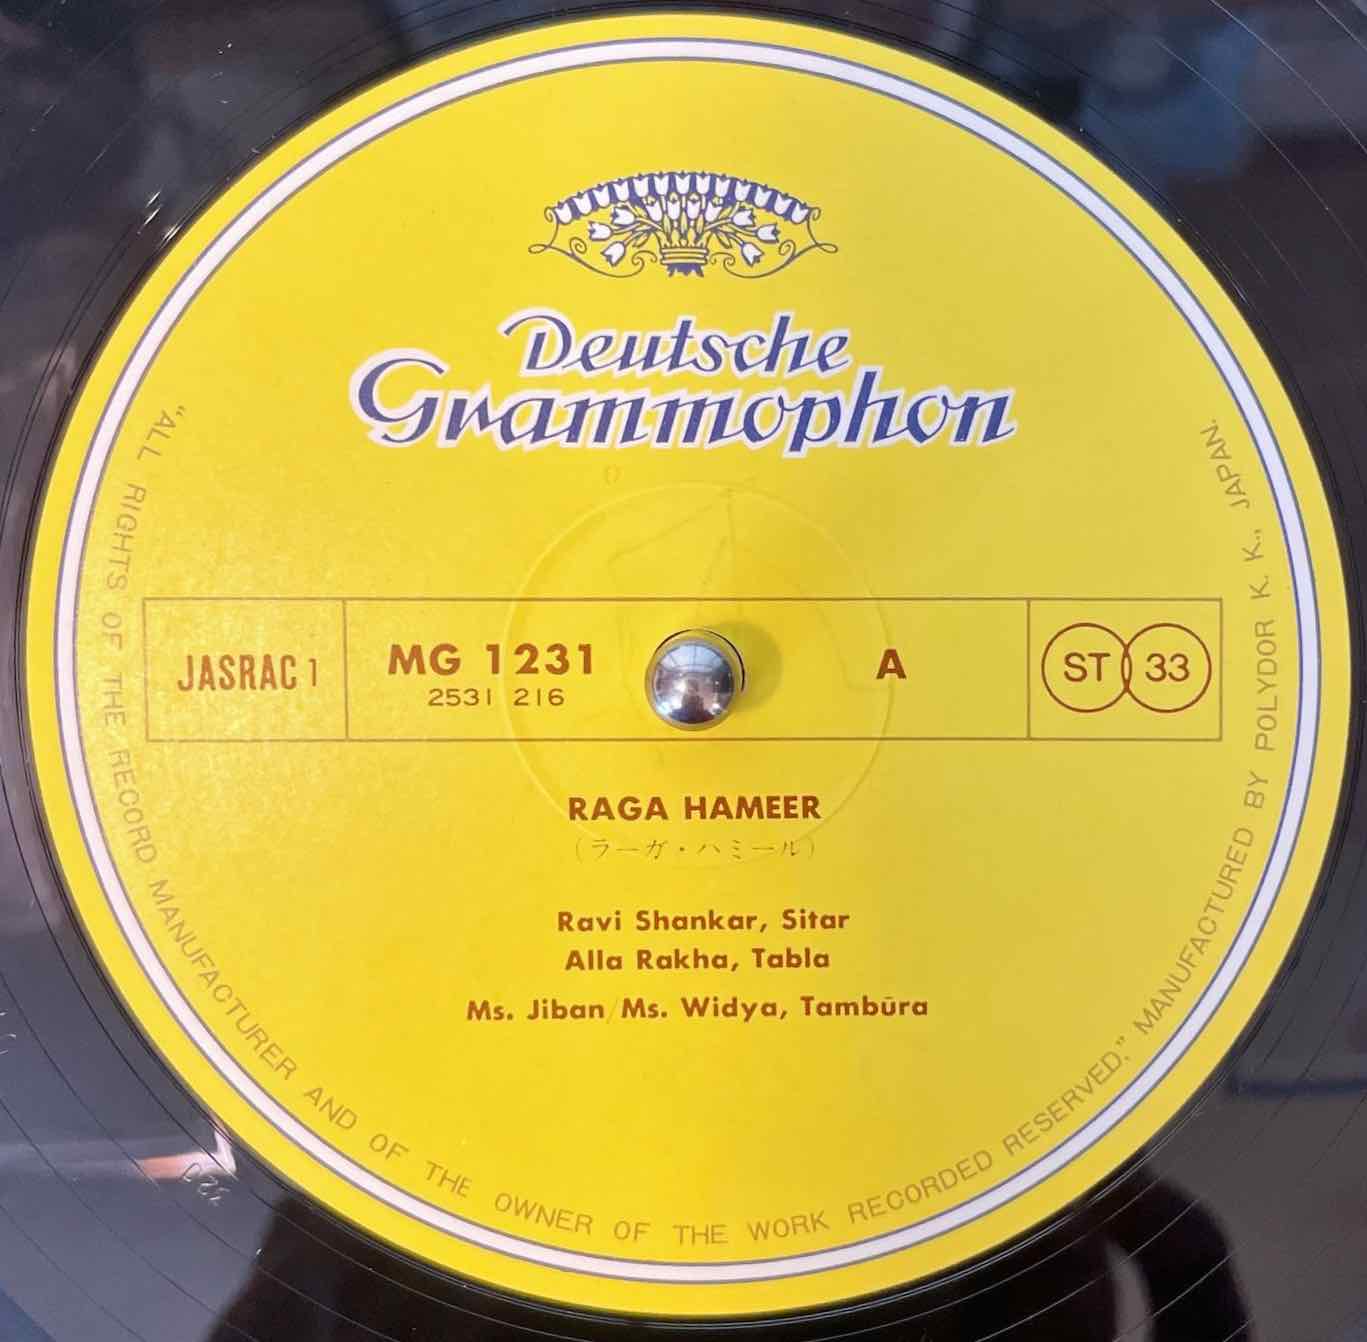 Deutsche
Grammophon
JASRAC 1
MG 1231
2531 216
A
ST 33
RAGA HAMEER
(ラーガ・ハミール)
Ravi Shankar, Sitar
Alla Rakha, Tabla
Ms. Jiban/Ms. Widya, Tambūra
"ALL RIGHTS OF THE RECORD MANUFACTURER AND OF THE OWNER OF THE WORK RECORDED RESERVED." MANUFACTURED BY POLYDOR K. K., JAPAN.